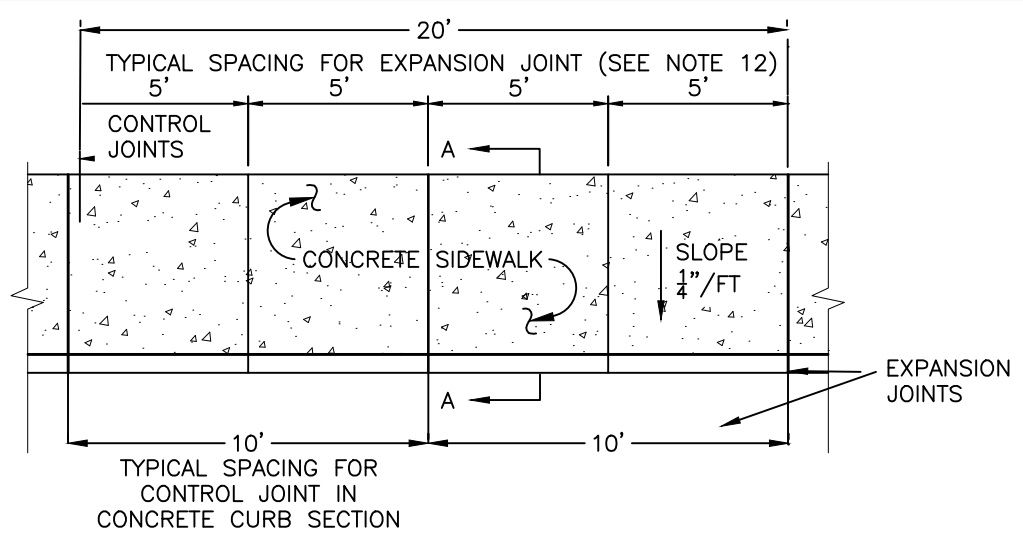 20'
TYPICAL SPACING FOR EXPANSION JOINT (SEE NOTE 12)
5' 5' 5' 5'
CONTROL
JOINTS
A
CONCRETE SIDEWALK
SLOPE
1/4"/FT
A
EXPANSION
JOINTS
10' 10'
TYPICAL SPACING FOR
CONTROL JOINT IN
CONCRETE CURB SECTION